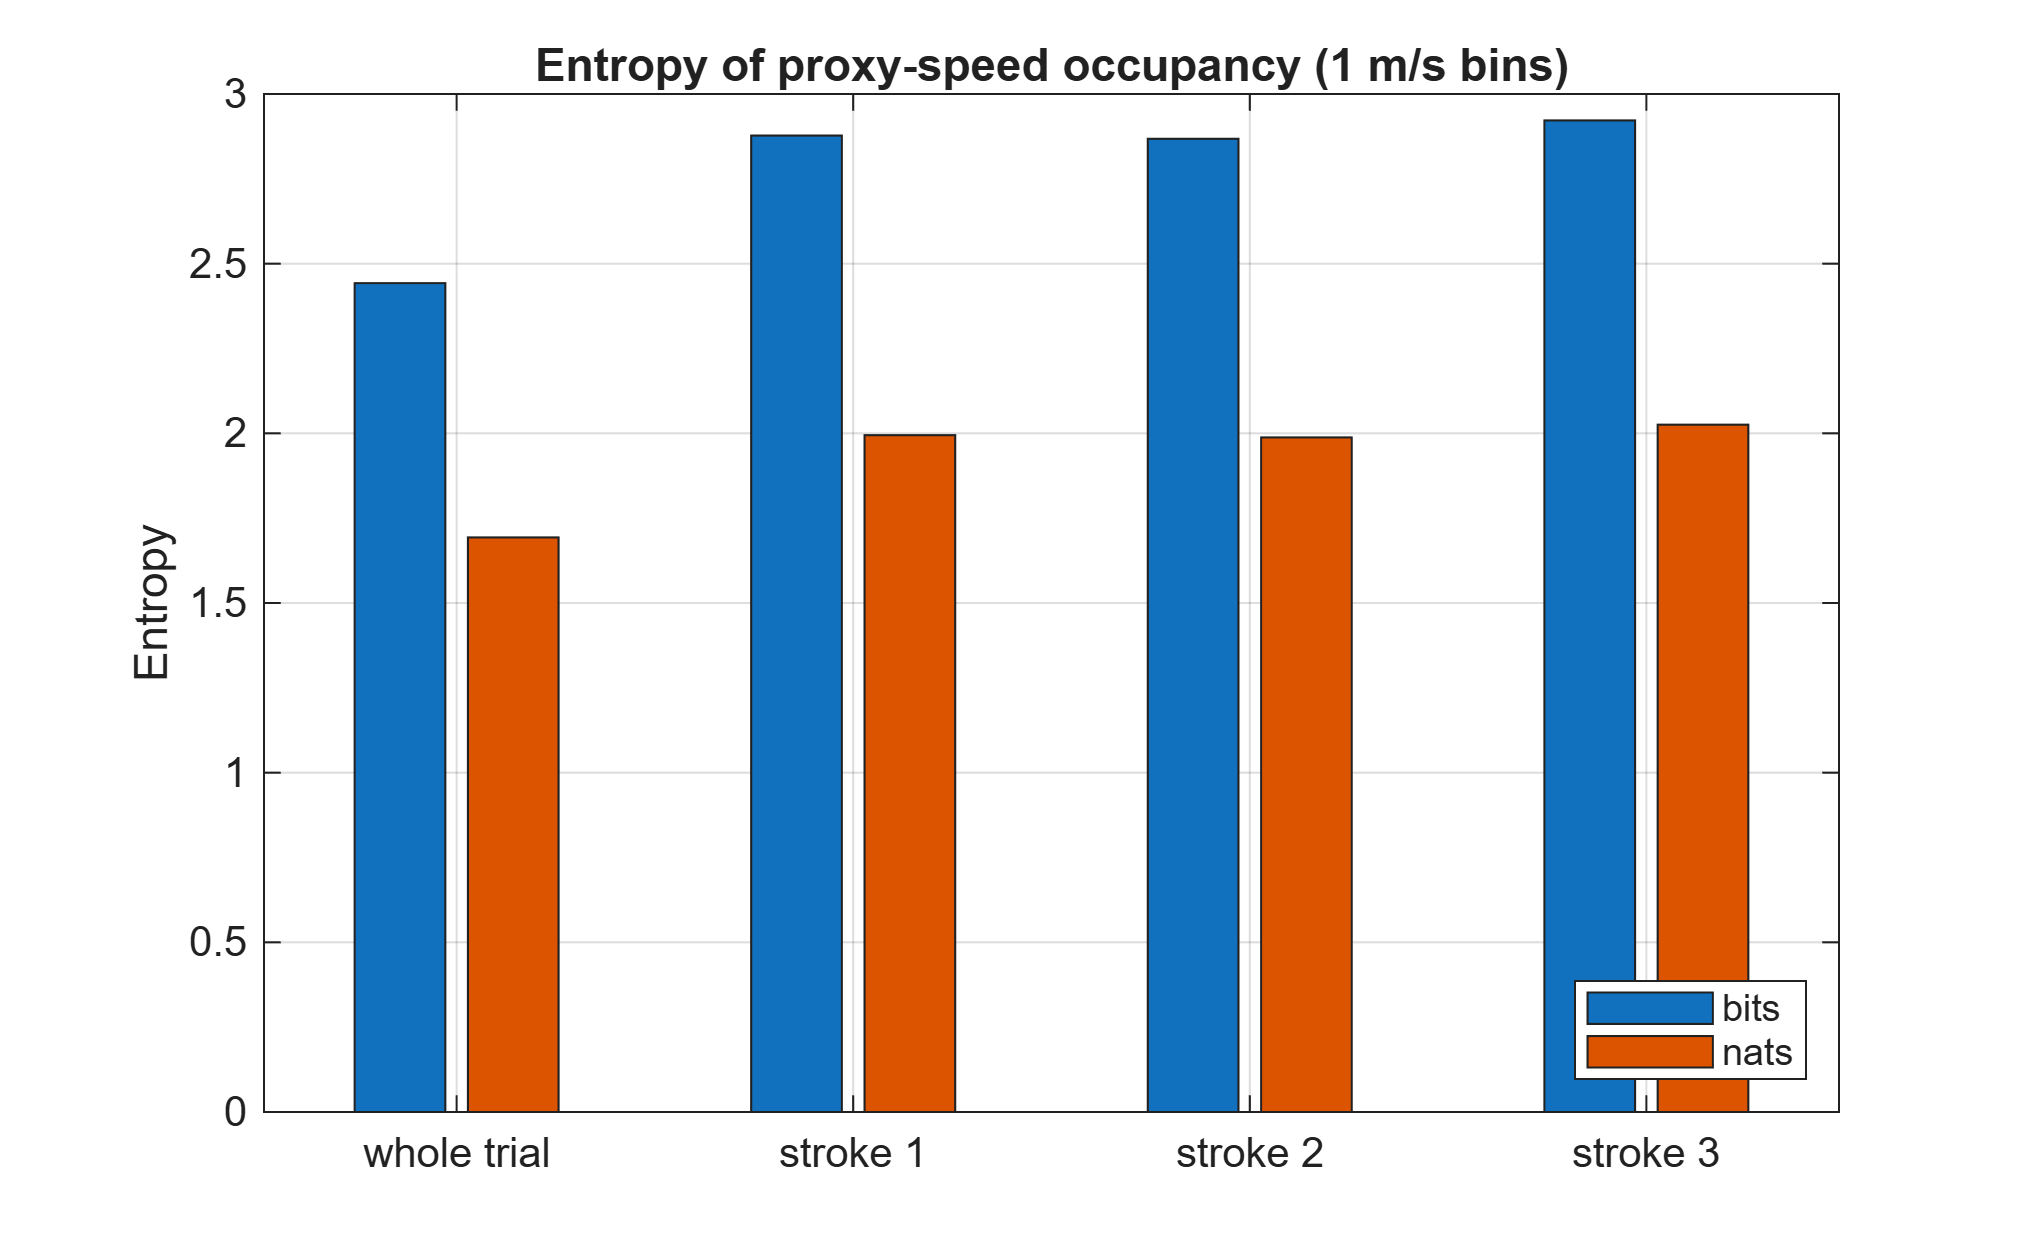 Entropy of proxy-speed occupancy (1 m/s bins)
3
2.5
2
1.5
1
0.5
0
Entropy
bits
nats
whole trial
stroke 1
stroke 2
stroke 3